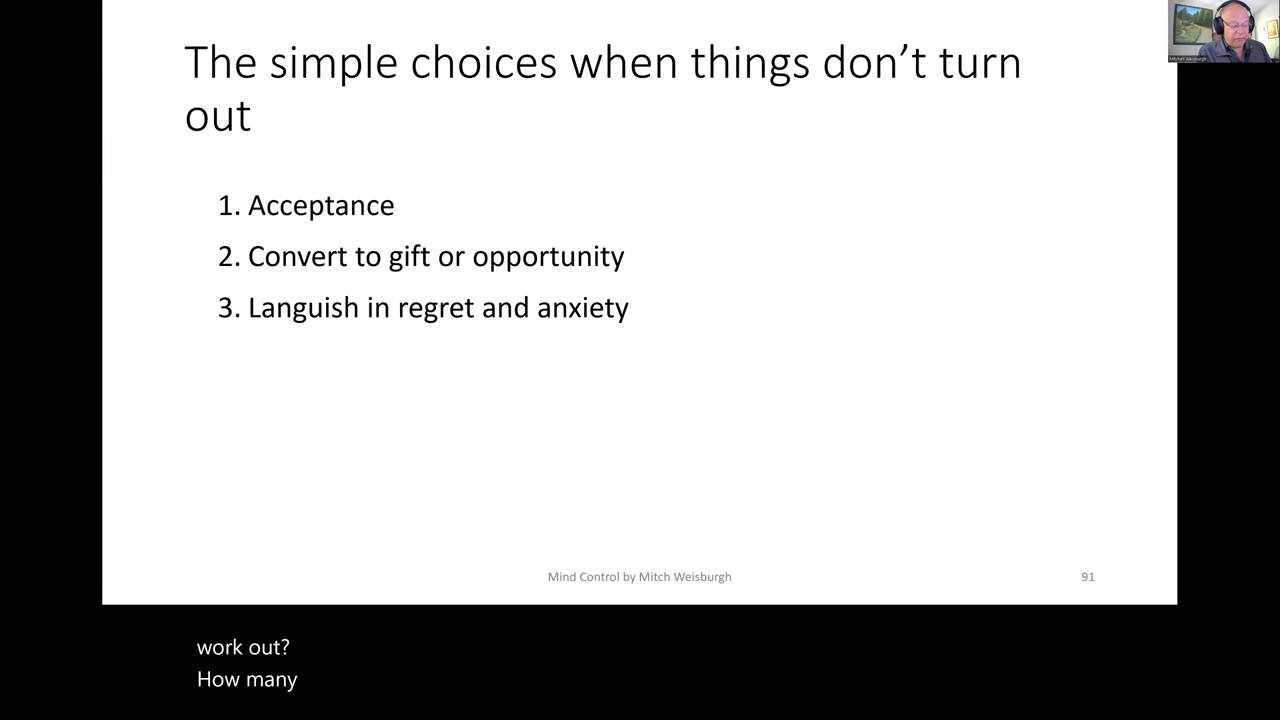 The simple choices when things don’t turn
out
1. Acceptance
2. Convert to gift or opportunity
3. Languish in regret and anxiety
Mind Control by Mitch Weisburgh
91
work out?
How many